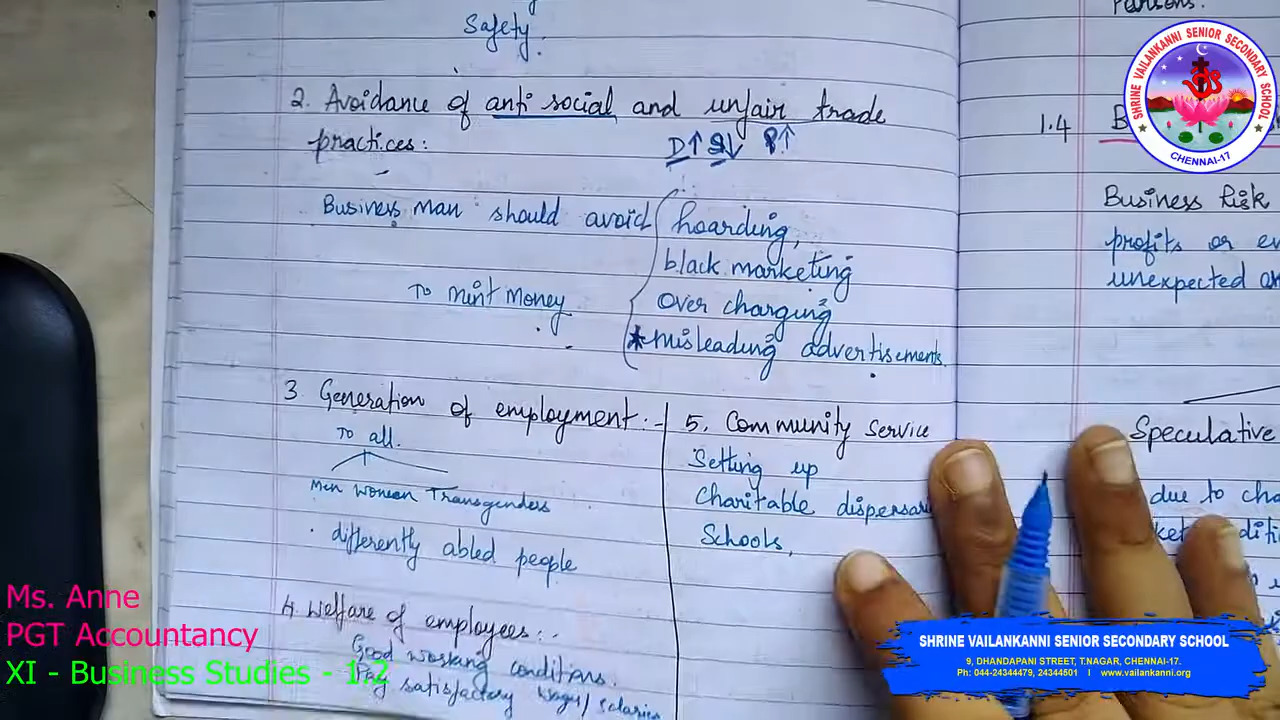 Safety.
2. Avoidance of anti social and unfair trade
practices:
D↑ S↓ P↑
Business man should avoid
hoarding,
black marketing
To mint money
Over charging
*misleading advertisements.
3. Generation of employment:-
To all.
Men Women Transgenders
differently abled people
4. Welfare of employees:-
Good working conditions.
Pay satisfactory wages/salaries
5. Community Service
Setting up
Charitable
Schools,
Persons.
1.4
Business Risk
profits or
unexpected
Speculative
due to
SHRINE VAILANKANNI SENIOR SECONDARY SCHOOL
CHENNAI-17
Ms. Anne
PGT Accountancy
XI - Business Studies - 1.2
SHRINE VAILANKANNI SENIOR SECONDARY SCHOOL
9, DHANDAPANI STREET, T.NAGAR, CHENNAI-17.
Ph: 044-24344479, 24344501 I www.vailankanni.org